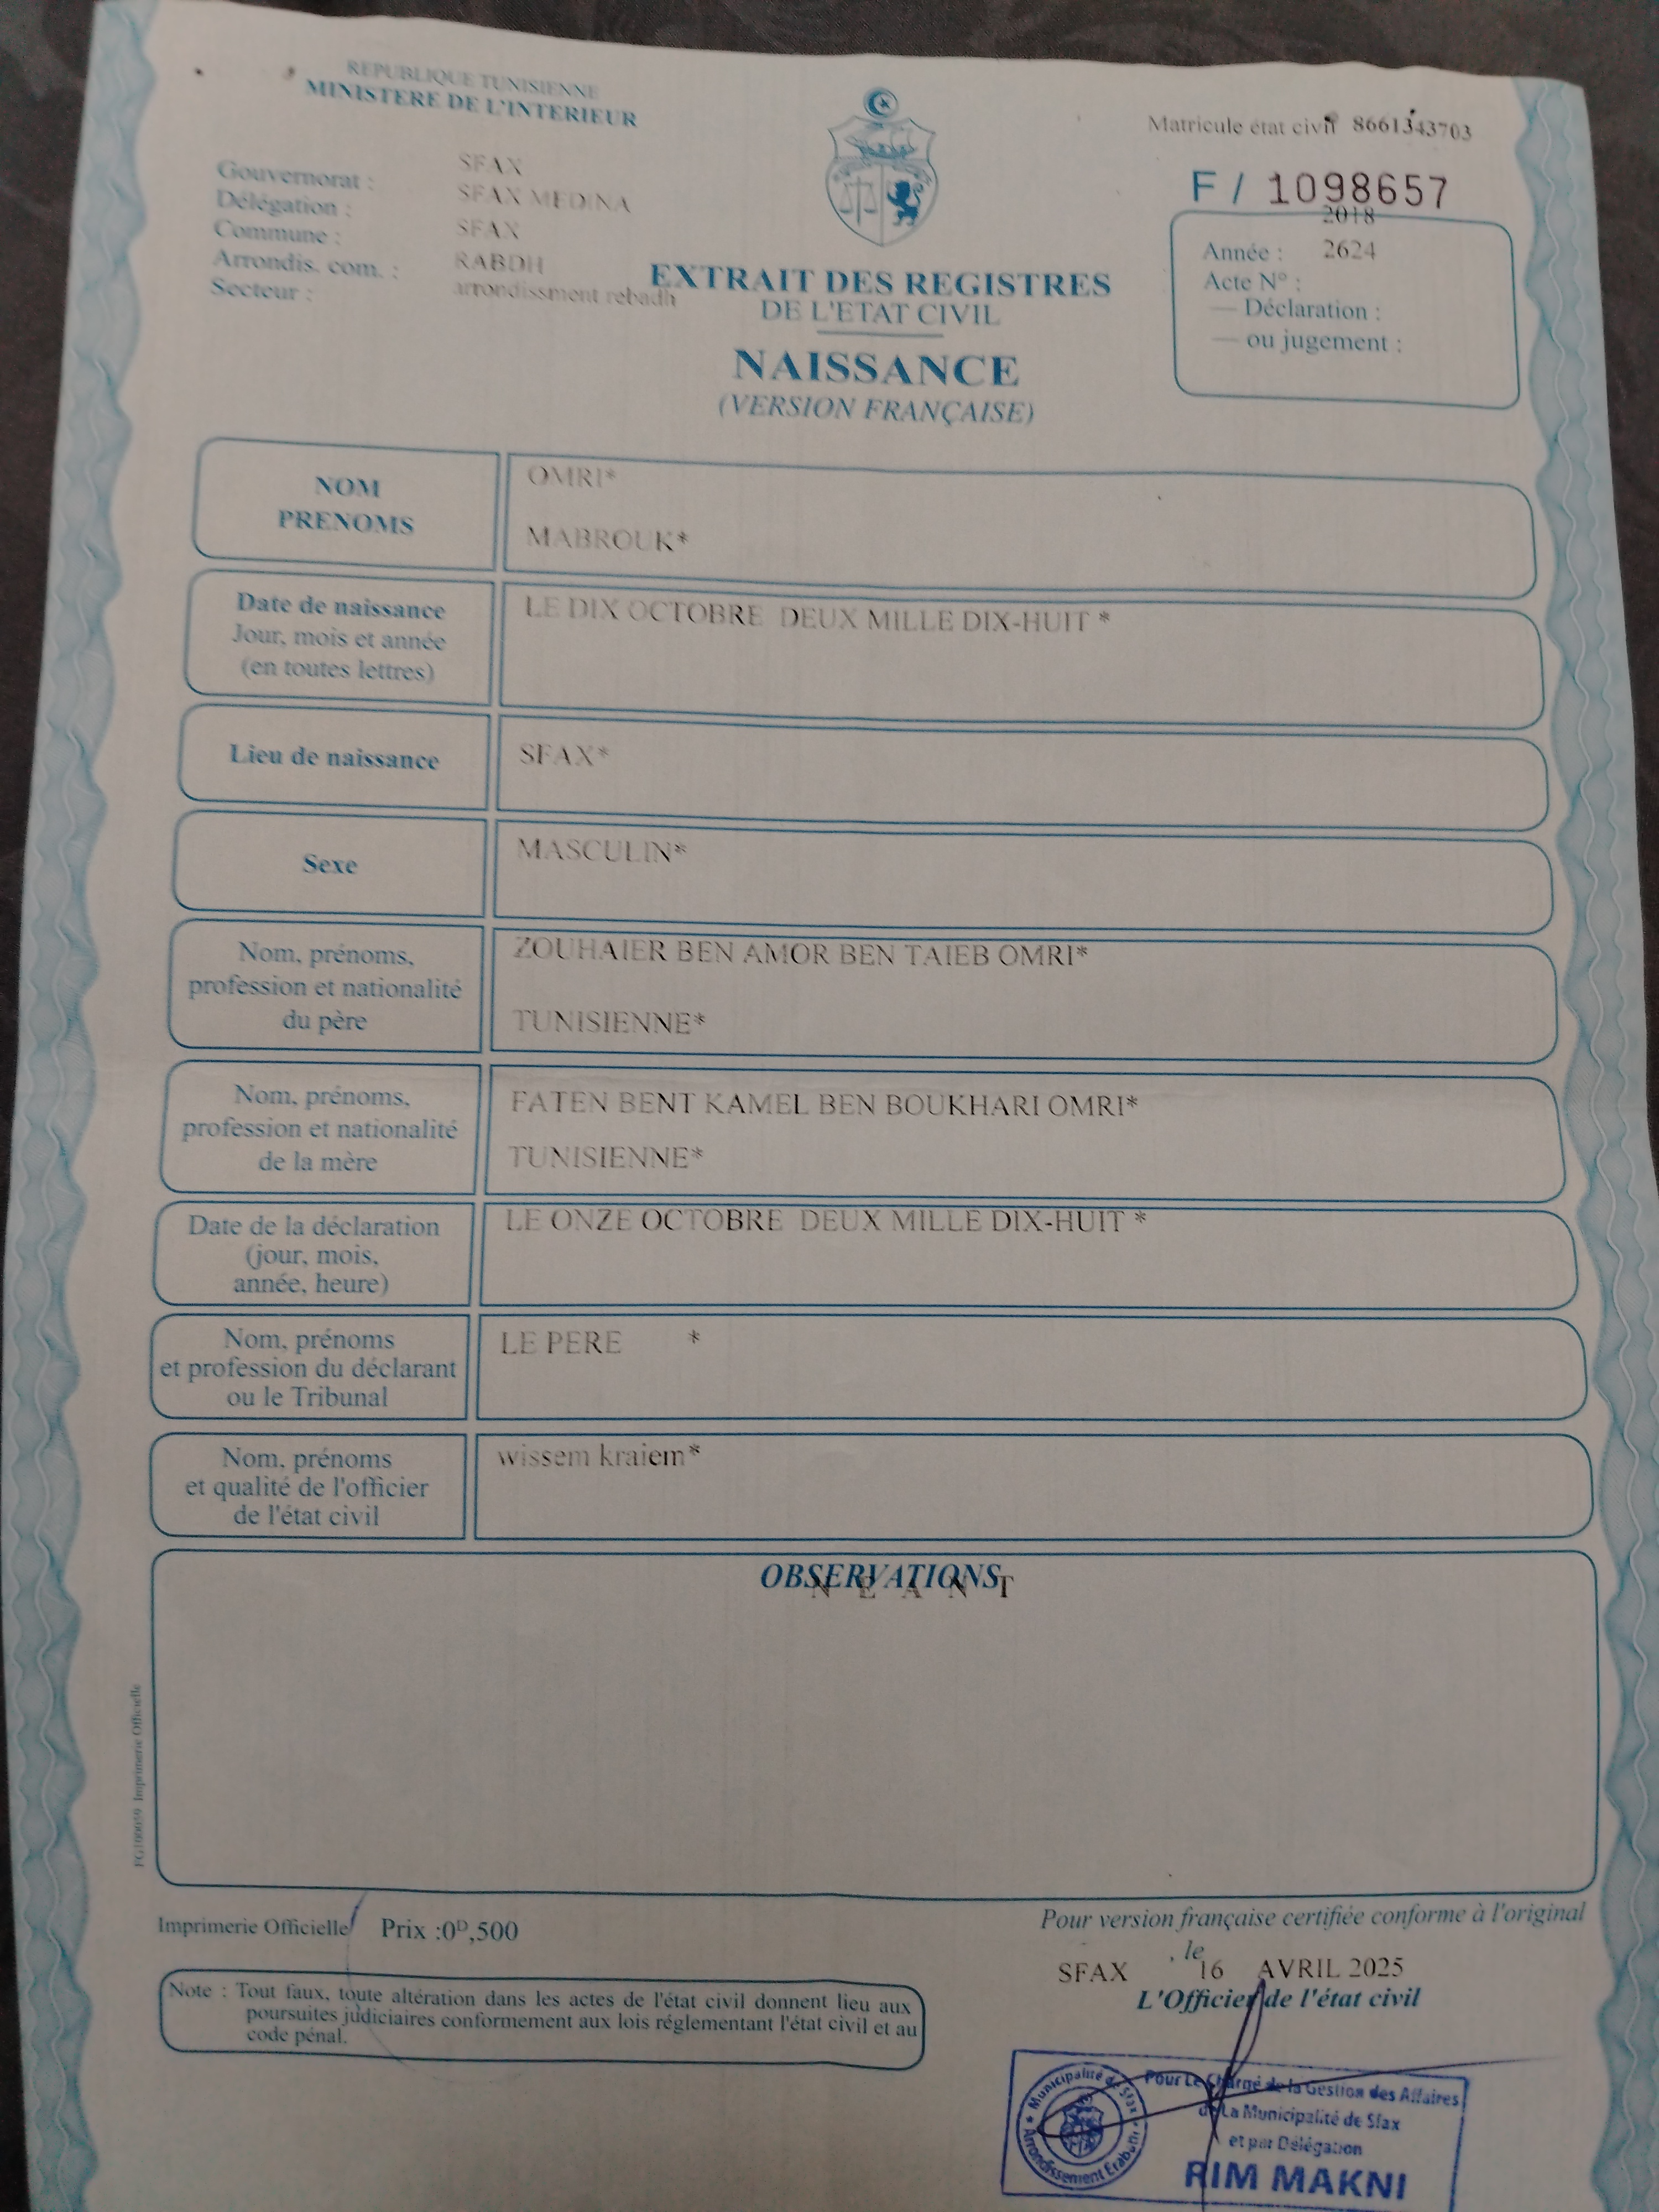 REPUBLIQUE TUNISIENNE
MINISTERE DE L'INTERIEUR
Gouvernorat : SFAX
Délégation : SFAX MEDINA
Commune : SFAX
Arrondis. com. : RABDH
Secteur : arrondissment rebadh
Matricule état civil 8661343703
F / 1098657
2018
Année : 2624
Acte N° :
— Déclaration :
— ou jugement :
EXTRAIT DES REGISTRES
DE L'ETAT CIVIL
NAISSANCE
(VERSION FRANÇAISE)
NOM
PRENOMS
OMRI*
MABROUK*
Date de naissance
Jour, mois et année
(en toutes lettres)
LE DIX OCTOBRE DEUX MILLE DIX-HUIT *
Lieu de naissance
SFAX*
Sexe
MASCULIN*
Nom, prénoms,
profession et nationalité
du père
ZOUHAIER BEN AMOR BEN TAIEB OMRI*
TUNISIENNE*
Nom, prénoms,
profession et nationalité
de la mère
FATEN BENT KAMEL BEN BOUKHARI OMRI*
TUNISIENNE*
Date de la déclaration
(jour, mois,
année, heure)
LE ONZE OCTOBRE DEUX MILLE DIX-HUIT *
Nom, prénoms
et profession du déclarant
ou le Tribunal
LE PERE *
Nom, prénoms
et qualité de l'officier
de l'état civil
wissem kraiem*
OBSERVATIONS
N E A N T
Imprimerie Officielle
Imprimerie Officielle Prix :0D,500
Note : Tout faux, toute altération dans les actes de l'état civil donnent lieu aux
poursuites judiciaires conformement aux lois réglementant l'état civil et au
code pénal.
Pour version française certifiée conforme à l'original
SFAX , le 16 AVRIL 2025
L'Officier de l'état civil
Municipalité de Sfax
Arrondissement
Pour Le Chargé de la Gestion des Affaires
de La Municipalité de Sfax
et par Délégation
RIM MAKNI